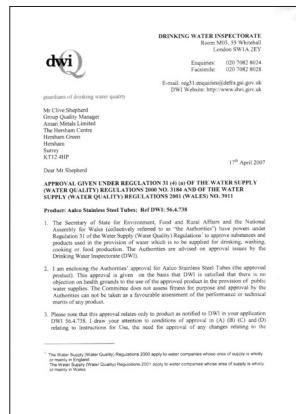 DRINKING WATER INSPECTORATE
Room M03, 55 Whitehall
London SW1A 2EY
dwi
Enquiries: 020 7082 8024
Facsimile: 020 7082 8028
E-mail: reg31.enquiries@defra.gsi.gov.uk
DWI Website: http://www.dwi.gov.uk
guardians of drinking water quality
Mr Clive Shepherd
Group Quality Manager
Amari Metals Limited
The Hersham Centre
Hersham Green
Hersham
Surrey
KT12 4HP
17th April 2007
Dear Mr Shepherd
APPROVAL GIVEN UNDER REGULATION 31 (4) (a) OF THE WATER SUPPLY
(WATER QUALITY) REGULATIONS 2000 NO. 3184 AND OF THE WATER
SUPPLY (WATER QUALITY) REGULATIONS 2001 (WALES) NO. 3911
Product: Aalco Stainless Steel Tubes; Ref DWI: 56.4.738
1. The Secretary of State for Environment, Food and Rural Affairs and the National
Assembly for Wales (collectively referred to as "the Authorities") have powers under
Regulation 31 of the Water Supply (Water Quality) Regulations¹ to approve substances and
products used in the provision of water which is to be supplied for drinking, washing,
cooking or food production. The Authorities are advised on approval issues by the
Drinking Water Inspectorate (DWI).
2. I am enclosing the Authorities' approval for Aalco Stainless Steel Tubes (the approved
product). This approval is given on the basis that DWI is satisfied that there is no
objection on health grounds to the use of the approved product in the provision of public
water supplies. The Committee does not assess fitness for purpose and approval by the
Authorities can not be taken as a favourable assessment of the performance or technical
merits of any product.
3. Please note that this approval relates only to product as notified to DWI in your application
DWI 56.4.738. I draw your attention to conditions of approval in (A) (B) (C) and (D)
relating to Instructions for Use, the need for approval of any changes relating to the
¹ The Water Supply (Water Quality) Regulations 2000 apply to water companies whose area of supply is wholly
or mainly in England
The Water Supply (Water Quality) Regulations 2001 apply to water companies whose area of supply is wholly
or mainly in Wales